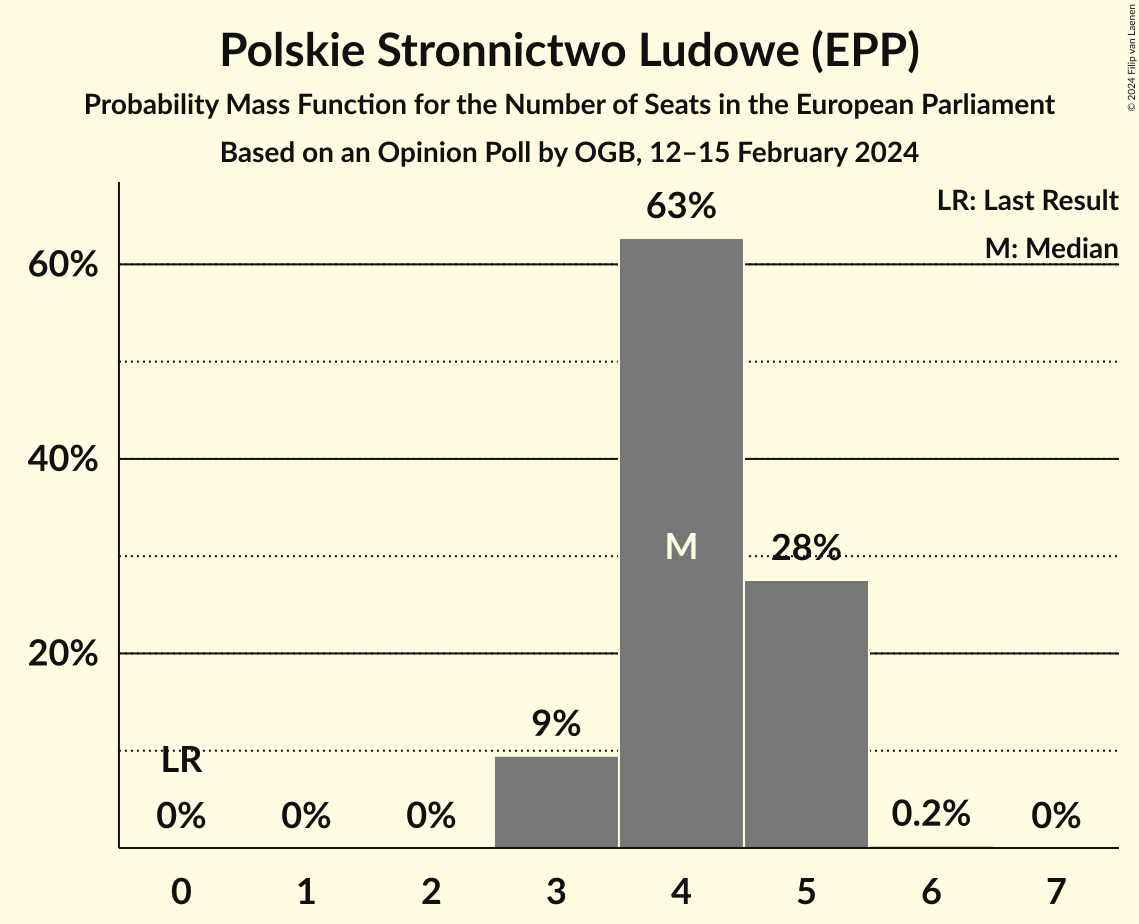 Polskie Stronnictwo Ludowe (EPP)
Probability Mass Function for the Number of Seats in the European Parliament
Based on an Opinion Poll by OGB, 12–15 February 2024
© 2024 Filip van Laenen
LR: Last Result
M: Median
63%
60%
40%
M
28%
20%
9%
LR
0% 0% 0% 0.2% 0%
0 1 2 3 4 5 6 7